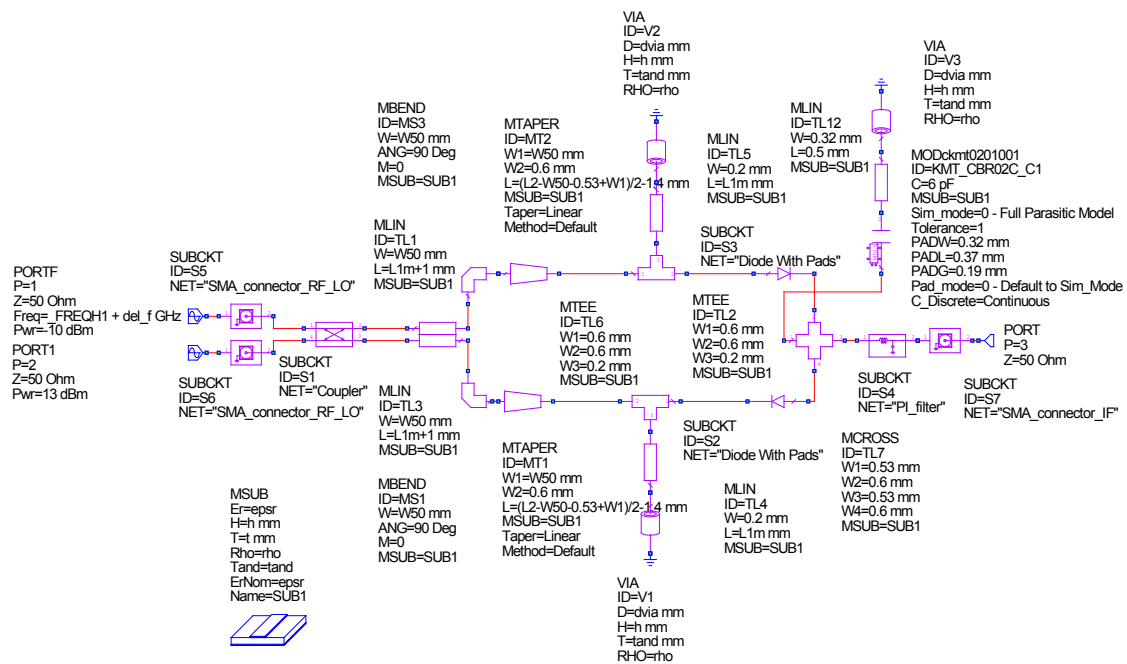 VIA
ID=V2
D=dvia mm
H=h mm
T=tand mm
RHO=rho
VIA
ID=V3
D=dvia mm
H=h mm
T=tand mm
RHO=rho
MBEND
ID=MS3
W=W50 mm
ANG=90 Deg
M=0
MSUB=SUB1
MTAPER
ID=MT2
W1=W50 mm
W2=0.6 mm
L=(L2-W50-0.53+W1)/2-1.4 mm
MSUB=SUB1
Taper=Linear
Method=Default
MLIN
ID=TL5
W=0.2 mm
L=L1m mm
MSUB=SUB1
MLIN
ID=TL12
W=0.32 mm
L=0.5 mm
MSUB=SUB1
MODckmt0201001
ID=KMT_CBR02C_C1
C=6 pF
MSUB=SUB1
Sim_mode=0 - Full Parasitic Model
Tolerance=1
PADW=0.32 mm
PADL=0.37 mm
PADG=0.19 mm
Pad_mode=0 - Default to Sim_Mode
C_Discrete=Continuous
MLIN
ID=TL1
W=W50 mm
L=L1m+1 mm
MSUB=SUB1
SUBCKT
ID=S3
NET="Diode With Pads"
SUBCKT
ID=S5
NET="SMA_connector_RF_LO"
PORTF
P=1
Z=50 Ohm
Freq=_FREQH1 + del_f GHz
Pwr=-10 dBm
PORT1
P=2
Z=50 Ohm
Pwr=13 dBm
MTEE
ID=TL6
W1=0.6 mm
W2=0.6 mm
W3=0.2 mm
MSUB=SUB1
MTEE
ID=TL2
W1=0.6 mm
W2=0.6 mm
W3=0.2 mm
MSUB=SUB1
PORT
P=3
Z=50 Ohm
SUBCKT
ID=S6
NET="SMA_connector_RF_LO"
SUBCKT
ID=S1
NET="Coupler"
MLIN
ID=TL3
W=W50 mm
L=L1m+1 mm
MSUB=SUB1
SUBCKT
ID=S4
NET="PI_filter"
SUBCKT
ID=S7
NET="SMA_connector_IF"
SUBCKT
ID=S2
NET="Diode With Pads"
MTAPER
ID=MT1
W1=W50 mm
W2=0.6 mm
L=(L2-W50-0.53+W1)/2-1.4 mm
MSUB=SUB1
Taper=Linear
Method=Default
MCROSS
ID=TL7
W1=0.53 mm
W2=0.6 mm
W3=0.53 mm
W4=0.6 mm
MSUB=SUB1
MBEND
ID=MS1
W=W50 mm
ANG=90 Deg
M=0
MSUB=SUB1
MLIN
ID=TL4
W=0.2 mm
L=L1m mm
MSUB=SUB1
MSUB
Er=epsr
H=h mm
T=t mm
Rho=rho
Tand=tand
ErNom=epsr
Name=SUB1
VIA
ID=V1
D=dvia mm
H=h mm
T=tand mm
RHO=rho